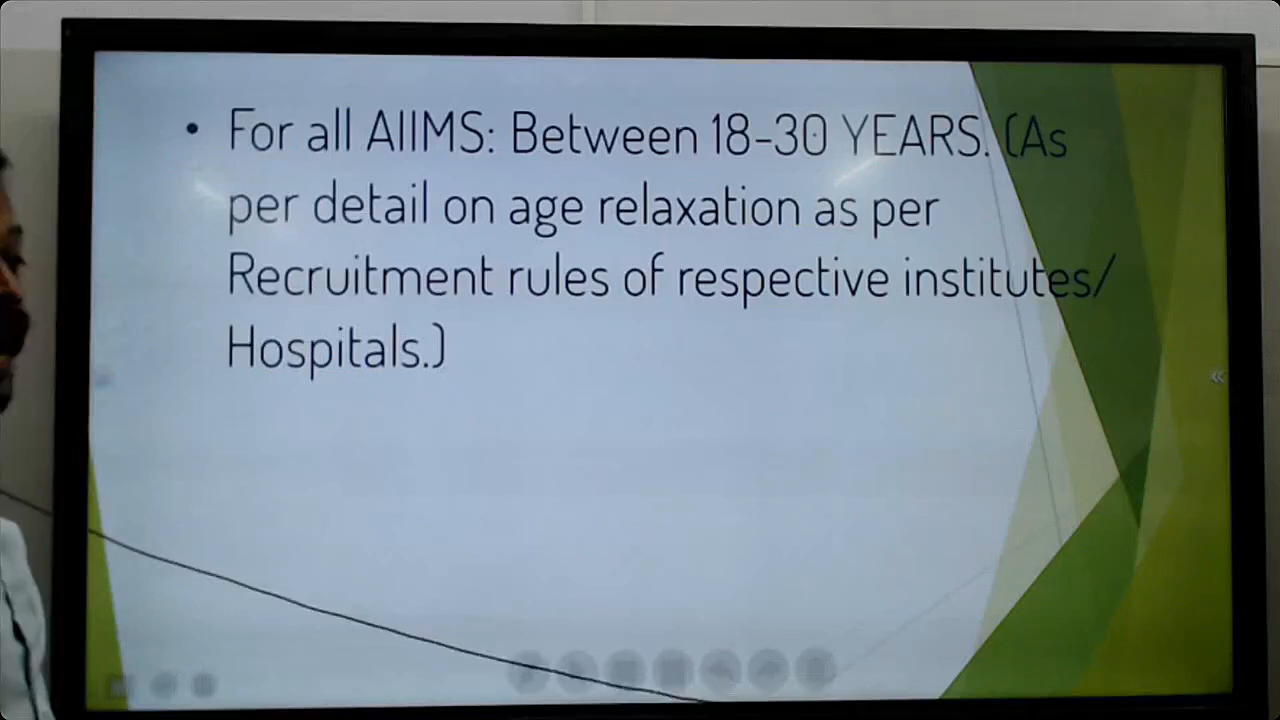 • For all AIIMS: Between 18-30 YEARS. (As
per detail on age relaxation as per
Recruitment rules of respective institutes/
Hospitals.)